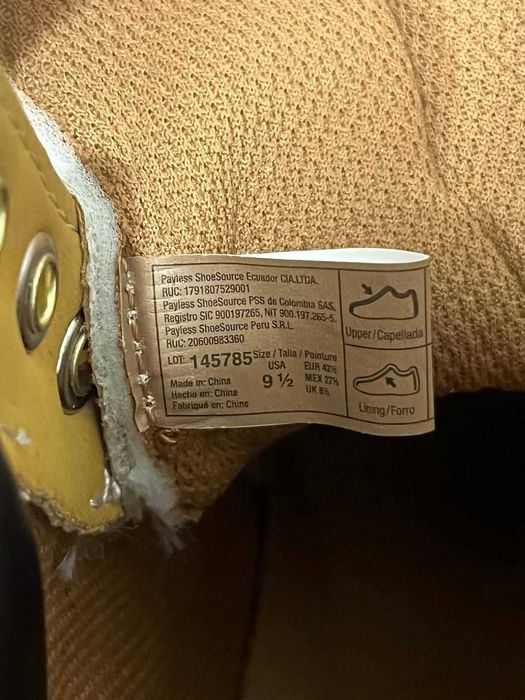 Payless ShoeSource Ecuador CIA.LTDA.
RUC: 1791807529001
Payless ShoeSource PSS de Colombia SAS,
Registro SIC 900197265, NIT 900.197.265-5.
Payless ShoeSource Peru S.R.L.
RUC: 20600983360
LOT: 145785 Size / Talla / Pointure
USA EUR 42½
9 ½ MEX 27½
UK 8½
Made in: China
Hecho en: China
Fabriqué en: Chine
Upper/Capellada
Lining/Forro